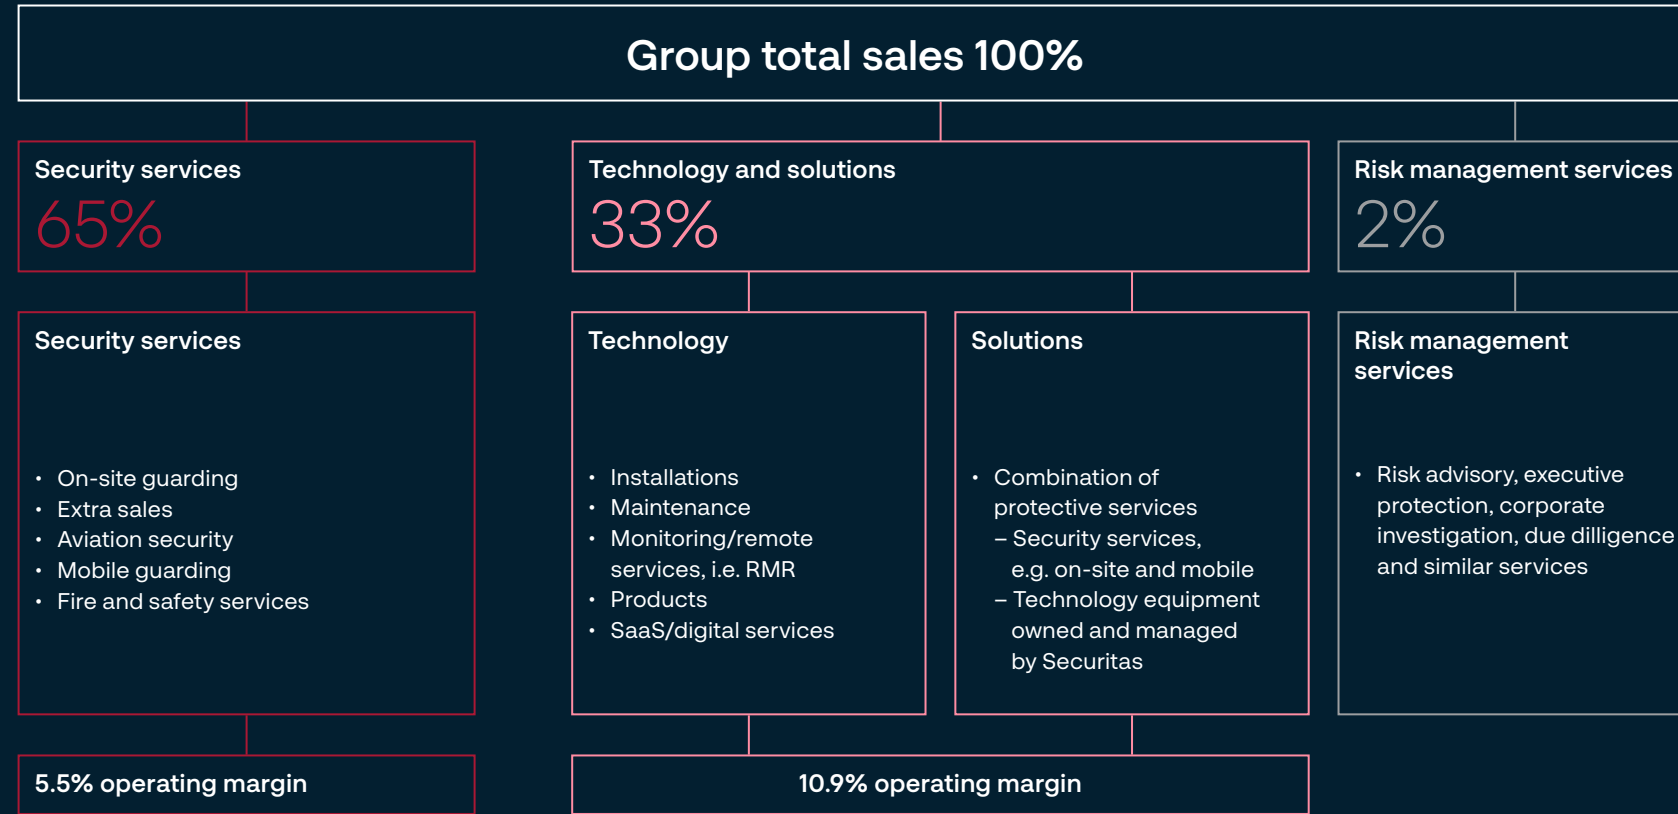 Group total sales 100%
Security services
65%
Technology and solutions
33%
Risk management services
2%
Security services
• On-site guarding
• Extra sales
• Aviation security
• Mobile guarding
• Fire and safety services
Technology
• Installations
• Maintenance
• Monitoring/remote
services, i.e. RMR
• Products
• SaaS/digital services
Solutions
• Combination of
protective services
– Security services,
e.g. on-site and mobile
– Technology equipment
owned and managed
by Securitas
Risk management
services
• Risk advisory, executive
protection, corporate
investigation, due dilligence
and similar services
5.5% operating margin
10.9% operating margin